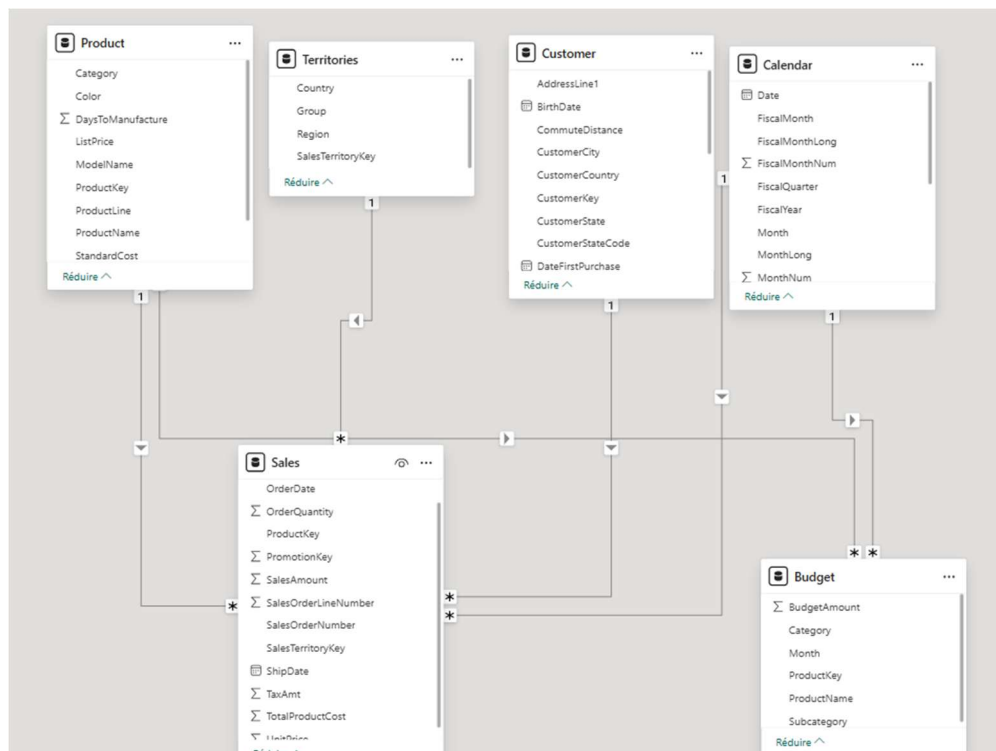 Product
Category
Color
DaysToManufacture
ListPrice
ModelName
ProductKey
ProductLine
ProductName
StandardCost
Réduire
Territories
Country
Group
Region
SalesTerritoryKey
Réduire
Customer
AddressLine1
BirthDate
CommuteDistance
CustomerCity
CustomerCountry
CustomerKey
CustomerState
CustomerStateCode
DateFirstPurchase
Réduire
Calendar
Date
FiscalMonth
FiscalMonthLong
FiscalMonthNum
FiscalQuarter
FiscalYear
Month
MonthLong
MonthNum
Réduire
1
1
1
1
1
*
*
*
*
*
*
Sales
OrderDate
OrderQuantity
ProductKey
PromotionKey
SalesAmount
SalesOrderLineNumber
SalesOrderNumber
SalesTerritoryKey
ShipDate
TaxAmt
TotalProductCost
UnitPrice
Budget
BudgetAmount
Category
Month
ProductKey
ProductName
Subcategory
Réduire